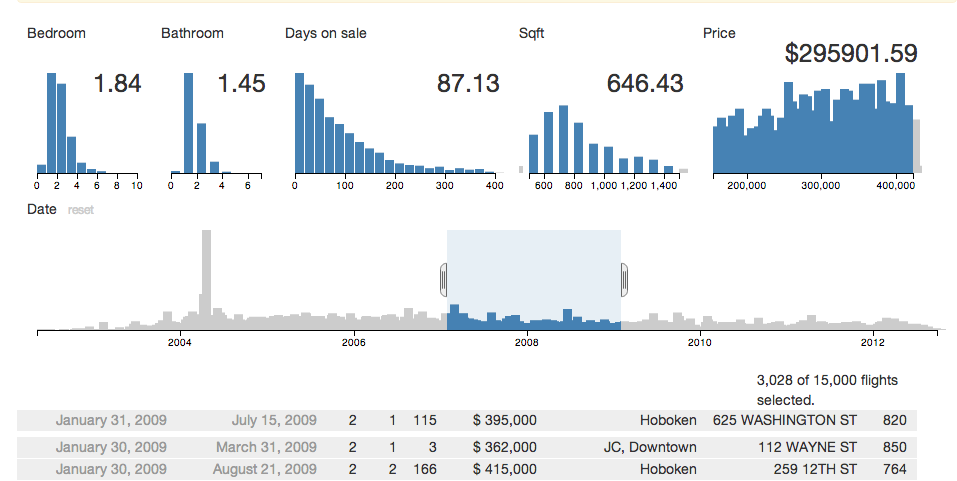 Bedroom Bathroom Days on sale Sqft Price
$295901.59
1.84 1.45 87.13 646.43
0 2 4 6 8 10 0 2 4 6 0 100 200 300 400 600 800 1,000 1,200 1,400 200,000 300,000 400,000
Date reset
2004 2006 2008 2010 2012
3,028 of 15,000 flights
selected.
January 31, 2009 July 15, 2009 2 1 115 $ 395,000 Hoboken 625 WASHINGTON ST 820
January 30, 2009 March 31, 2009 2 1 3 $ 362,000 JC, Downtown 112 WAYNE ST 850
January 30, 2009 August 21, 2009 2 2 166 $ 415,000 Hoboken 259 12TH ST 764